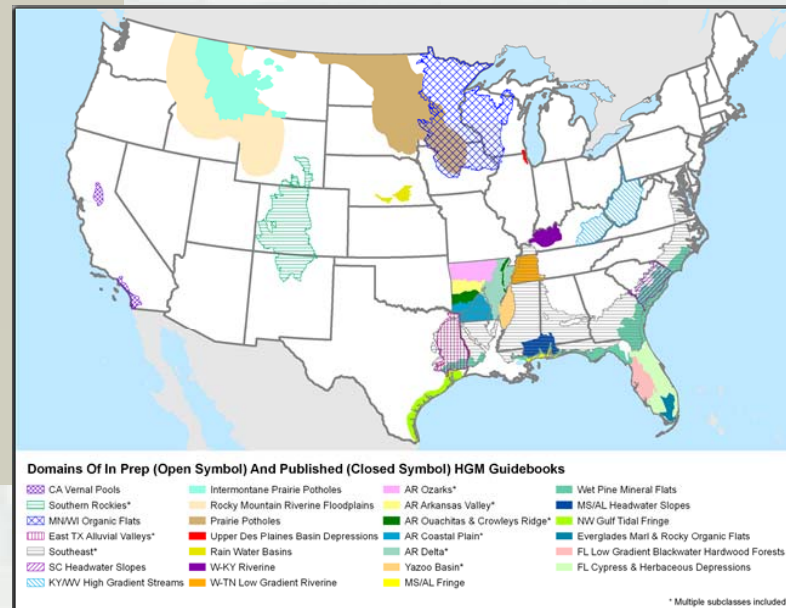 Domains Of In Prep (Open Symbol) And Published (Closed Symbol) HGM Guidebooks
CA Vernal Pools
Southern Rockies*
MN/WI Organic Flats
East TX Alluvial Valleys*
Southeast*
SC Headwater Slopes
KY/WV High Gradient Streams
Intermontane Prairie Potholes
Rocky Mountain Riverine Floodplains
Prairie Potholes
Upper Des Plaines Basin Depressions
Rain Water Basins
W-KY Riverine
W-TN Low Gradient Riverine
AR Ozarks*
AR Arkansas Valley*
AR Ouachitas & Crowleys Ridge*
AR Coastal Plain*
AR Delta*
Yazoo Basin*
MS/AL Fringe
Wet Pine Mineral Flats
MS/AL Headwater Slopes
NW Gulf Tidal Fringe
Everglades Marl & Rocky Organic Flats
FL Low Gradient Blackwater Hardwood Forests
FL Cypress & Herbaceous Depressions
* Multiple subclasses included